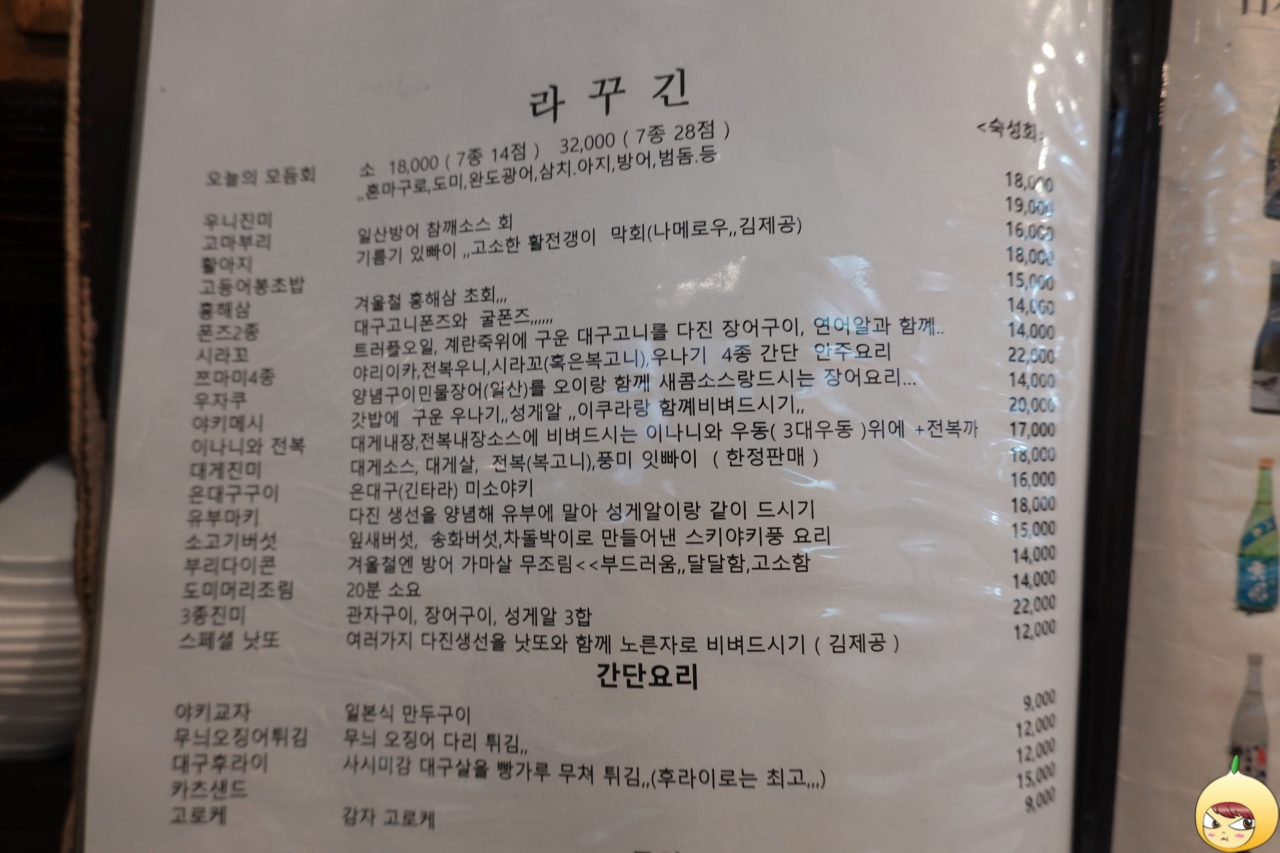 라꾸긴
<숙성회>
오늘의 모듬회 소 18,000 ( 7종 14점 ) 32,000 ( 7종 28점 )
,,혼마구로,도미,완도광어,삼치.아지,방어,범돔.등
우니진미 18,000
고마부리 일산방어 참깨소스 회 19,000
활아지 기름기 있빠이 ,,고소한 활전갱이 막회(나메로우,,김제공) 16,000
고등어봉초밥 18,000
홍해삼 겨울철 홍해삼 초회,,, 15,000
폰즈2종 대구고니폰즈와 굴폰즈,,,,,, 14,000
시라꼬 트러플오일, 계란죽위에 구운 대구고니를 다진 장어구이, 연어알과 함께.. 14,000
쯔마미4종 야리이카,전복우니,시라꼬(혹은복고니),우나기 4종 간단 안주요리 22,000
우자쿠 양념구이민물장어(일산)를 오이랑 함께 새콤소스랑드시는 장어요리... 14,000
야키메시 갓밥에 구운 우나기,,성게알 ,,이쿠라랑 함꼐비벼드시기,, 20,000
이나니와 전복 대게내장,전복내장소스에 비벼드시는 이나니와 우동( 3대우동 )위에 +전복까 17,000
대게진미 대게소스, 대게살, 전복(복고니),풍미 잇빠이 ( 한정판매 ) 18,000
은대구구이 은대구(긴타라) 미소야키 16,000
유부마키 다진 생선을 양념해 유부에 말아 성게알이랑 같이 드시기 18,000
소고기버섯 잎새버섯, 송화버섯,차돌박이로 만들어낸 스키야키풍 요리 15,000
부리다이콘 겨울철엔 방어 가마살 무조림<<부드러움,,달달함,고소함 14,000
도미머리조림 20분 소요 14,000
3종진미 관자구이, 장어구이, 성게알 3합 22,000
스페셜 낫또 여러가지 다진생선을 낫또와 함께 노른자로 비벼드시기 ( 김제공 ) 12,000
간단요리
야키교자 일본식 만두구이 9,000
무늬오징어튀김 무늬 오징어 다리 튀김,, 12,000
대구후라이 사시미감 대구살을 빵가루 무쳐 튀김,,(후라이로는 최고,,,) 12,000
카츠샌드 15,000
고로케 감자 고로케 9,000